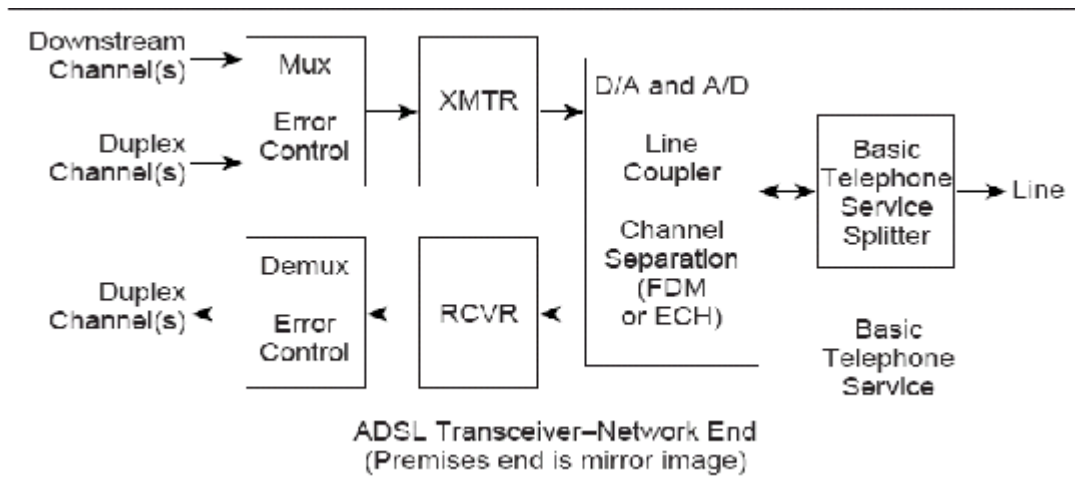 Downstream
Channel(s)
Duplex
Channel(s)
Mux
Error
Control
XMTR
D/A and A/D
Line
Coupler
Channel
Separation
(FDM
or ECH)
Basic
Telephone
Service
Splitter
Line
Duplex
Channel(s)
Demux
Error
Control
RCVR
Basic
Telephone
Service
ADSL Transceiver–Network End
(Premises end is mirror image)